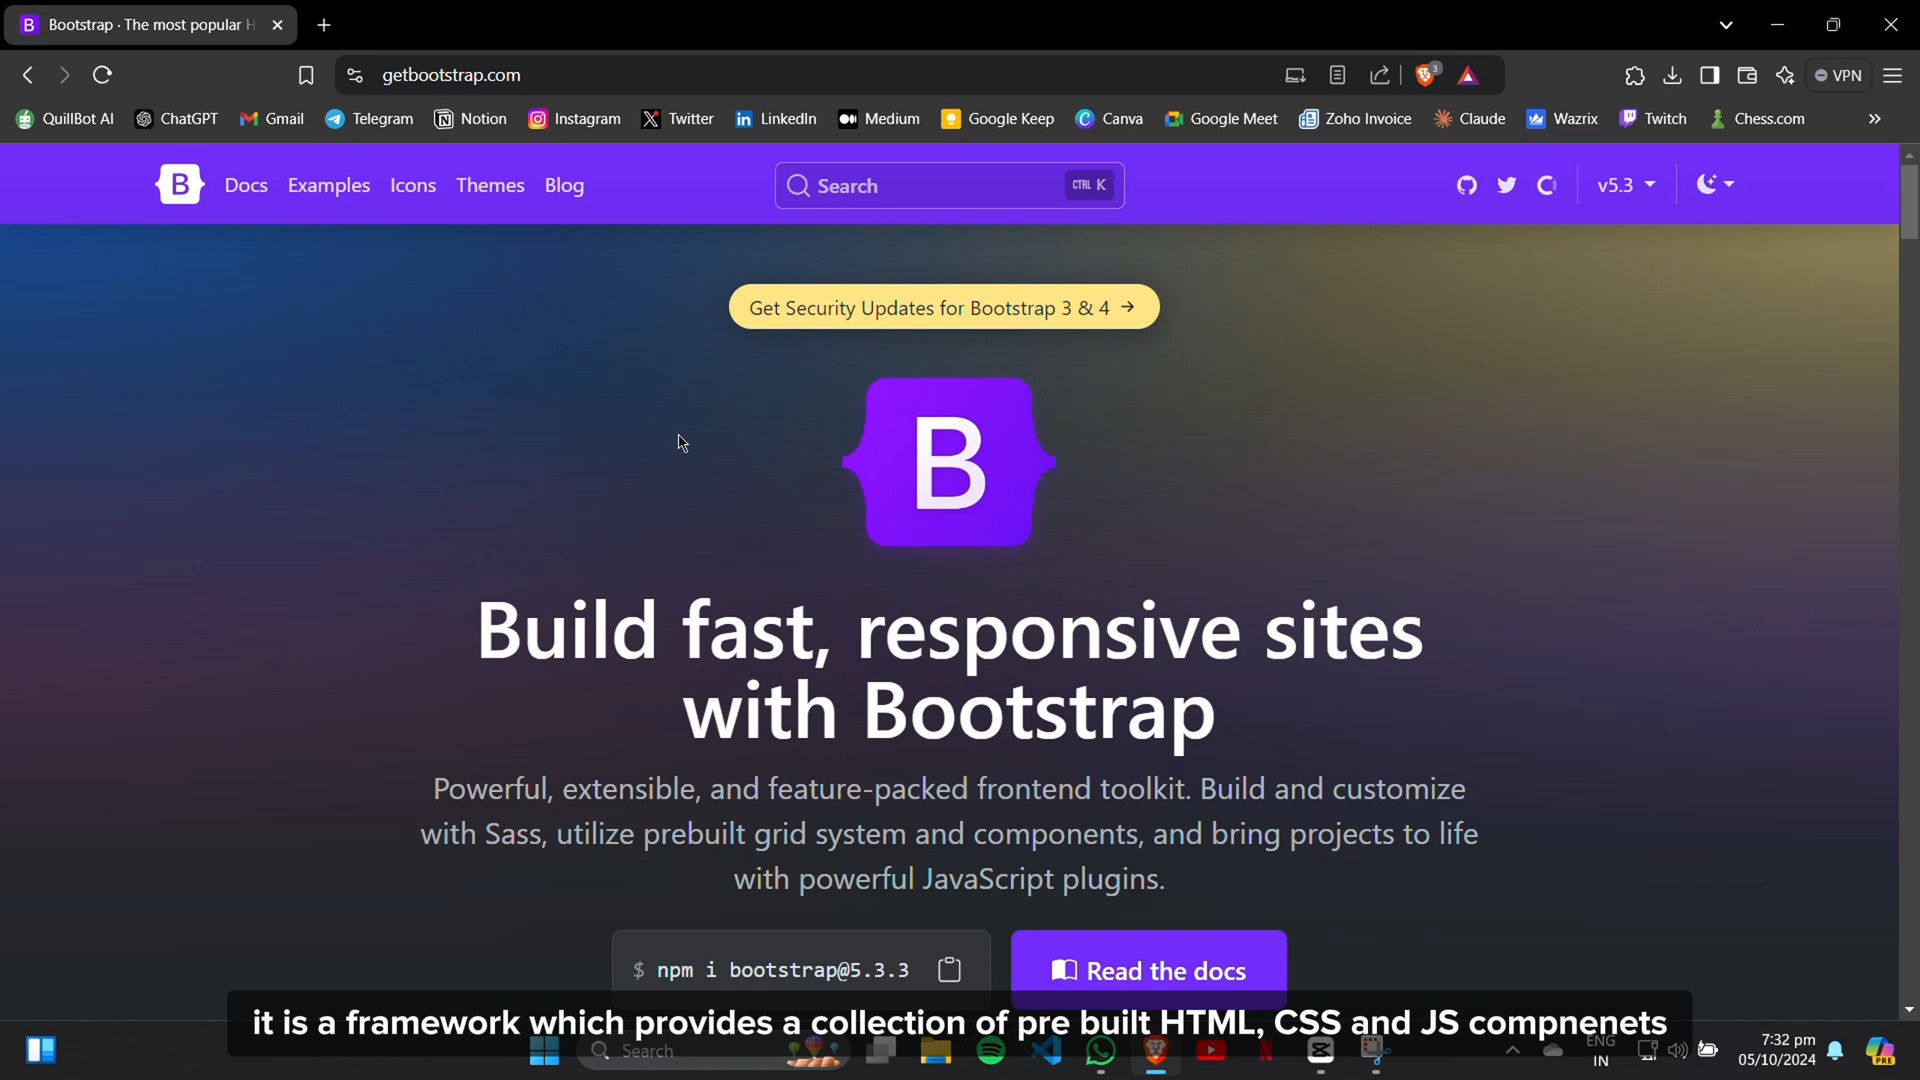 B Bootstrap · The most popular H
getbootstrap.com
3
VPN
QuillBot AI ChatGPT Gmail Telegram Notion Instagram Twitter LinkedIn Medium Google Keep Canva Google Meet Zoho Invoice Claude Wazrix Twitch Chess.com »
B Docs Examples Icons Themes Blog Search CTRL K v5.3
Get Security Updates for Bootstrap 3 & 4 →
B
Build fast, responsive sites
with Bootstrap
Powerful, extensible, and feature-packed frontend toolkit. Build and customize
with Sass, utilize prebuilt grid system and components, and bring projects to life
with powerful JavaScript plugins.
$ npm i bootstrap@5.3.3 Read the docs
it is a framework which provides a collection of pre built HTML, CSS and JS compnenets
Search
ENG
IN
7:32 pm
05/10/2024
PRE